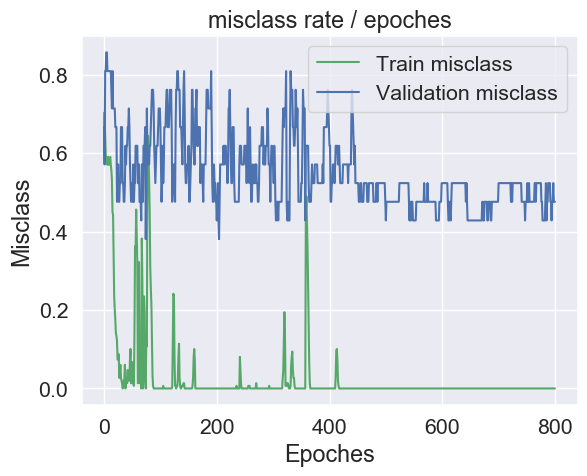 misclass rate / epoches
Train misclass
Validation misclass
0.8
0.6
0.4
0.2
0.0
Misclass
0
200
400
600
800
Epoches